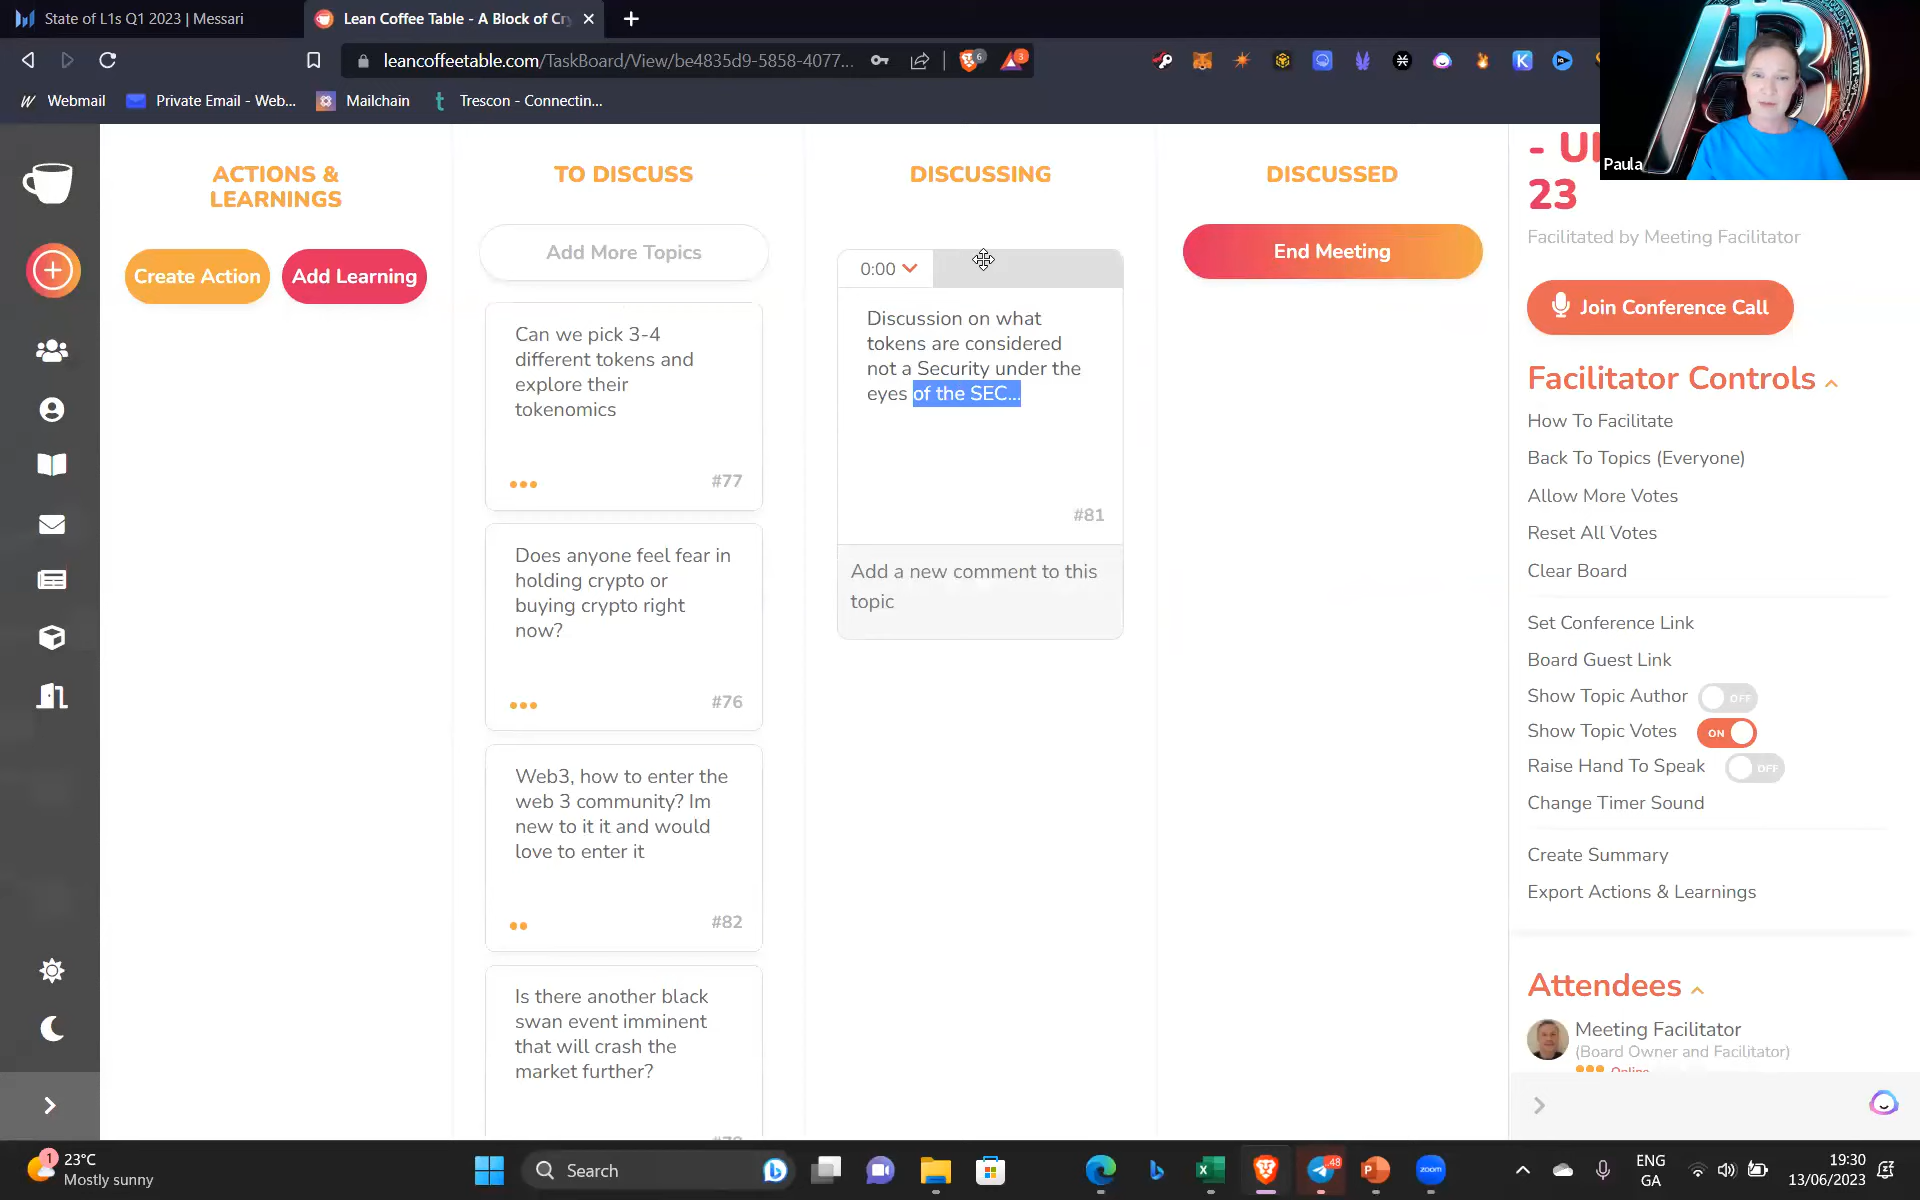 State of L1s Q1 2023 | Messari
Lean Coffee Table - A Block of Cr
leancoffeetable.com/TaskBoard/View/be4835d9-5858-4077...
6
3
Webmail
Private Email - Web...
Mailchain
Trescon - Connectin...
Paula
ACTIONS &
LEARNINGS
Create Action
Add Learning
TO DISCUSS
Add More Topics
Can we pick 3-4
different tokens and
explore their
tokenomics
#77
Does anyone feel fear in
holding crypto or
buying crypto right
now?
#76
Web3, how to enter the
web 3 community? Im
new to it it and would
love to enter it
#82
Is there another black
swan event imminent
that will crash the
market further?
DISCUSSING
0:00
Discussion on what
tokens are considered
not a Security under the
eyes of the SEC...
#81
Add a new comment to this
topic
DISCUSSED
End Meeting
23
Facilitated by Meeting Facilitator
Join Conference Call
Facilitator Controls
How To Facilitate
Back To Topics (Everyone)
Allow More Votes
Reset All Votes
Clear Board
Set Conference Link
Board Guest Link
Show Topic Author OFF
Show Topic Votes ON
Raise Hand To Speak OFF
Change Timer Sound
Create Summary
Export Actions & Learnings
Attendees
Meeting Facilitator
(Board Owner and Facilitator)
Online
1
23°C
Mostly sunny
Search
48
zoom
ENG
GA
19:30
13/06/2023